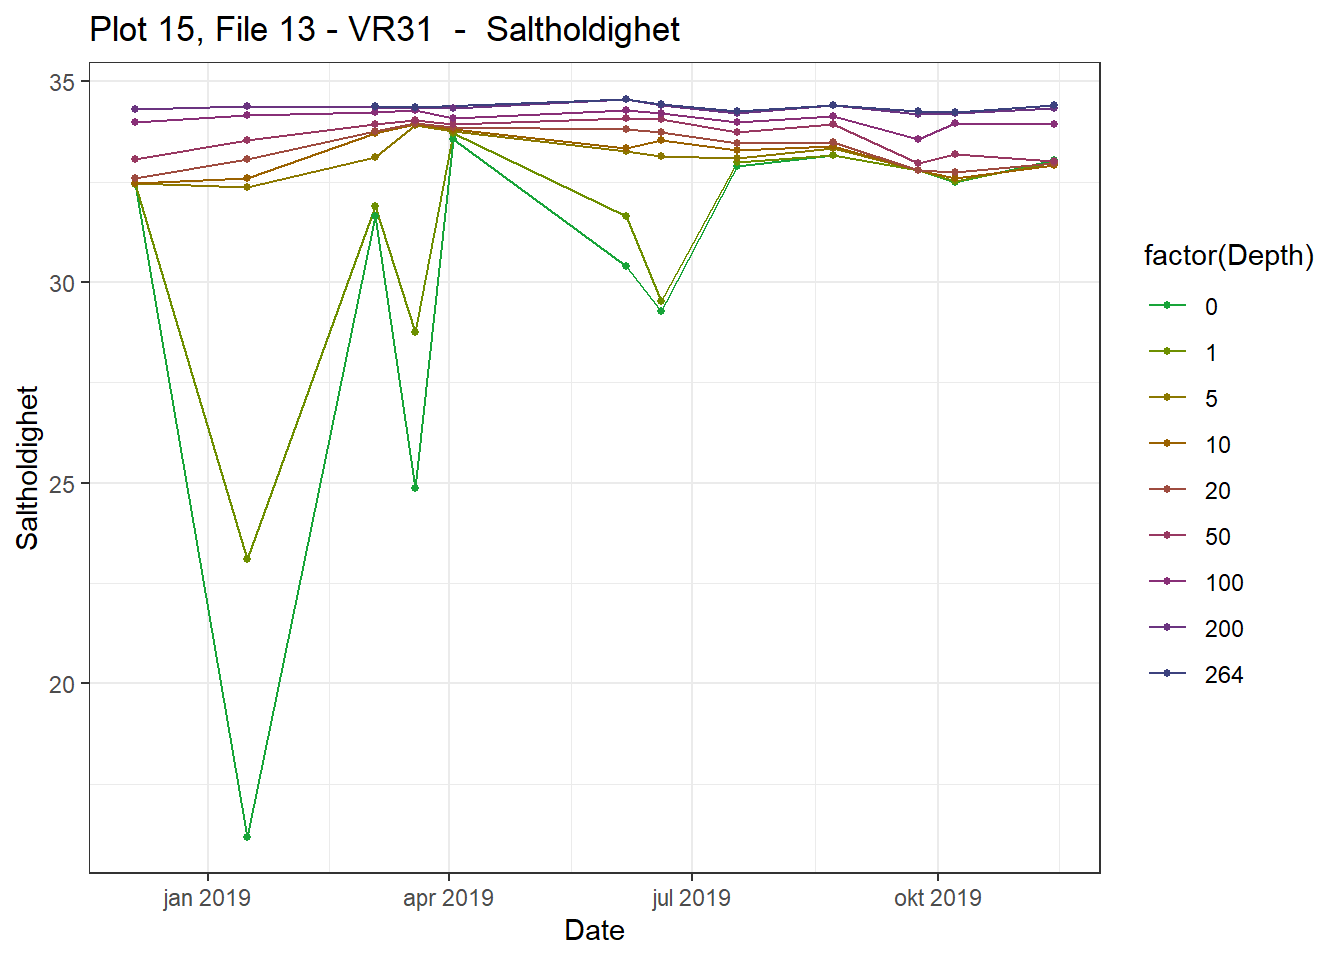 Plot 15, File 13 - VR31  -  Saltholdighet
35
30
25
20
Saltholdighet
jan 2019
apr 2019
jul 2019
okt 2019
Date
factor(Depth)
0
1
5
10
20
50
100
200
264